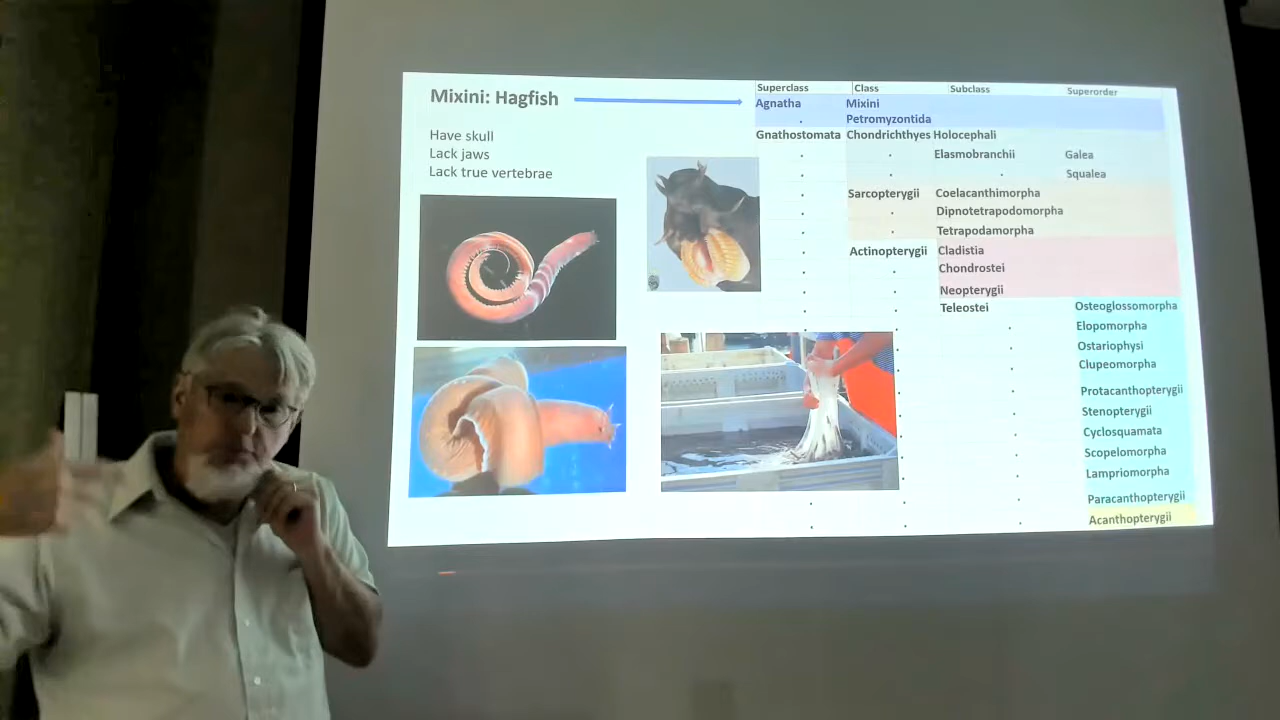 Mixini: Hagfish
Have skull
Lack jaws
Lack true vertebrae
Superclass Class Subclass Superorder
Agnatha Mixini
Petromyzontida
Gnathostomata Chondrichthyes Holocephali
Elasmobranchii Galea
Squalea
Sarcopterygii Coelacanthimorpha
Dipnotetrapodomorpha
Tetrapodamorpha
Actinopterygii Cladistia
Chondrostei
Neopterygii
Teleostei Osteoglossomorpha
Elopomorpha
Ostariophysi
Clupeomorpha
Protacanthopterygii
Stenopterygii
Cyclosquamata
Scopelomorpha
Lampriomorpha
Paracanthopterygii
Acanthopterygii